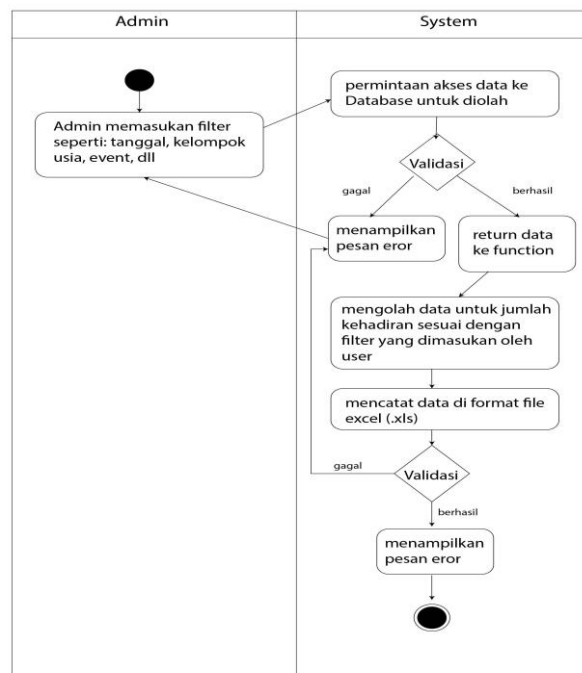 Admin
System
Admin memasukan filter
seperti: tanggal, kelompok
usia, event, dll
permintaan akses data ke
Database untuk diolah
Validasi
gagal
berhasil
menampilkan
pesan eror
return data
ke function
mengolah data untuk jumlah
kehadiran sesuai dengan
filter yang dimasukan oleh
user
mencatat data di format file
excel (.xls)
gagal
Validasi
berhasil
menampilkan
pesan eror